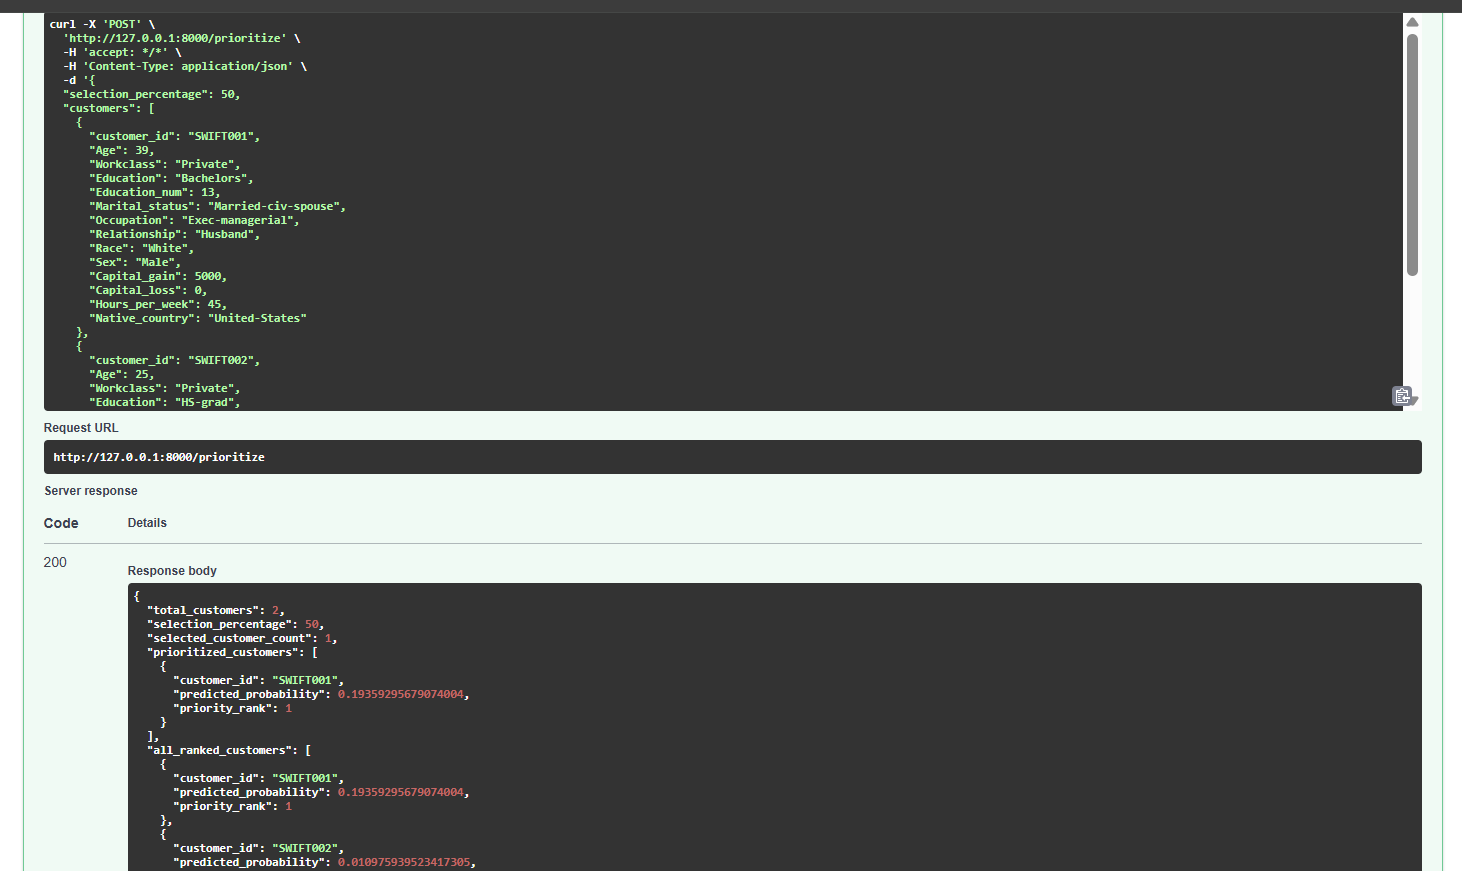 curl -X 'POST' \
'http://127.0.0.1:8000/prioritize' \
-H 'accept: */*' \
-H 'Content-Type: application/json' \
-d '{
"selection_percentage": 50,
"customers": [
{
"customer_id": "SWIFT001",
"Age": 39,
"Workclass": "Private",
"Education": "Bachelors",
"Education_num": 13,
"Marital_status": "Married-civ-spouse",
"Occupation": "Exec-managerial",
"Relationship": "Husband",
"Race": "White",
"Sex": "Male",
"Capital_gain": 5000,
"Capital_loss": 0,
"Hours_per_week": 45,
"Native_country": "United-States"
},
{
"customer_id": "SWIFT002",
"Age": 25,
"Workclass": "Private",
"Education": "HS-grad",
Request URL
http://127.0.0.1:8000/prioritize
Server response
Code Details
200
Response body
{
"total_customers": 2,
"selection_percentage": 50,
"selected_customer_count": 1,
"prioritized_customers": [
{
"customer_id": "SWIFT001",
"predicted_probability": 0.19359295679074004,
"priority_rank": 1
}
],
"all_ranked_customers": [
{
"customer_id": "SWIFT001",
"predicted_probability": 0.19359295679074004,
"priority_rank": 1
},
{
"customer_id": "SWIFT002",
"predicted_probability": 0.010975939523417305,